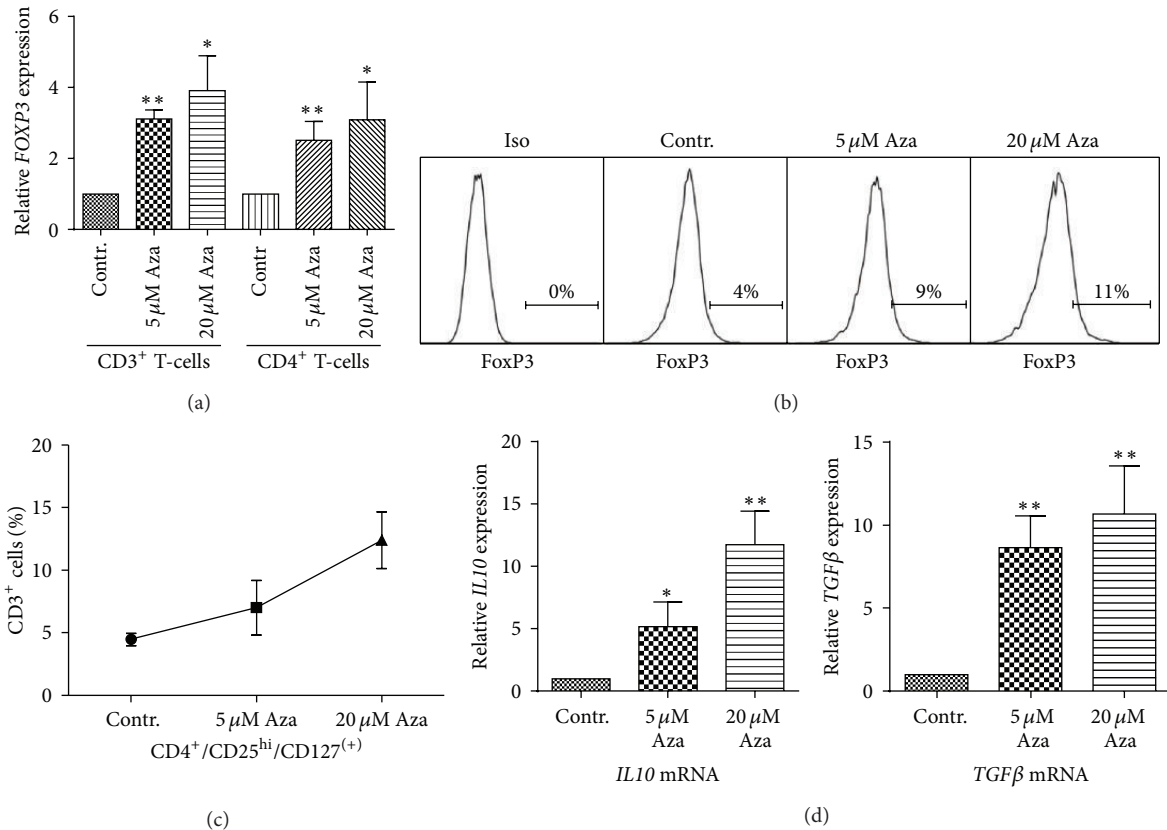 Relative FOXP3 expression
6
4
2
0
**
*
**
*
Contr.
5 μM Aza
20 μM Aza
Contr
5 μM Aza
20 μM Aza
CD3+ T-cells
CD4+ T-cells
(a)
Iso
Contr.
5 μM Aza
20 μM Aza
0%
4%
9%
11%
FoxP3
FoxP3
FoxP3
FoxP3
(b)
CD3+ cells (%)
20
15
10
5
0
Contr.
5 μM Aza
20 μM Aza
CD4+/CD25hi/CD127(+)
(c)
Relative IL10 expression
20
15
10
5
0
*
**
Contr.
5 μM
Aza
20 μM
Aza
IL10 mRNA
Relative TGFβ expression
15
10
5
0
**
**
Contr.
5 μM
Aza
20 μM
Aza
TGFβ mRNA
(d)